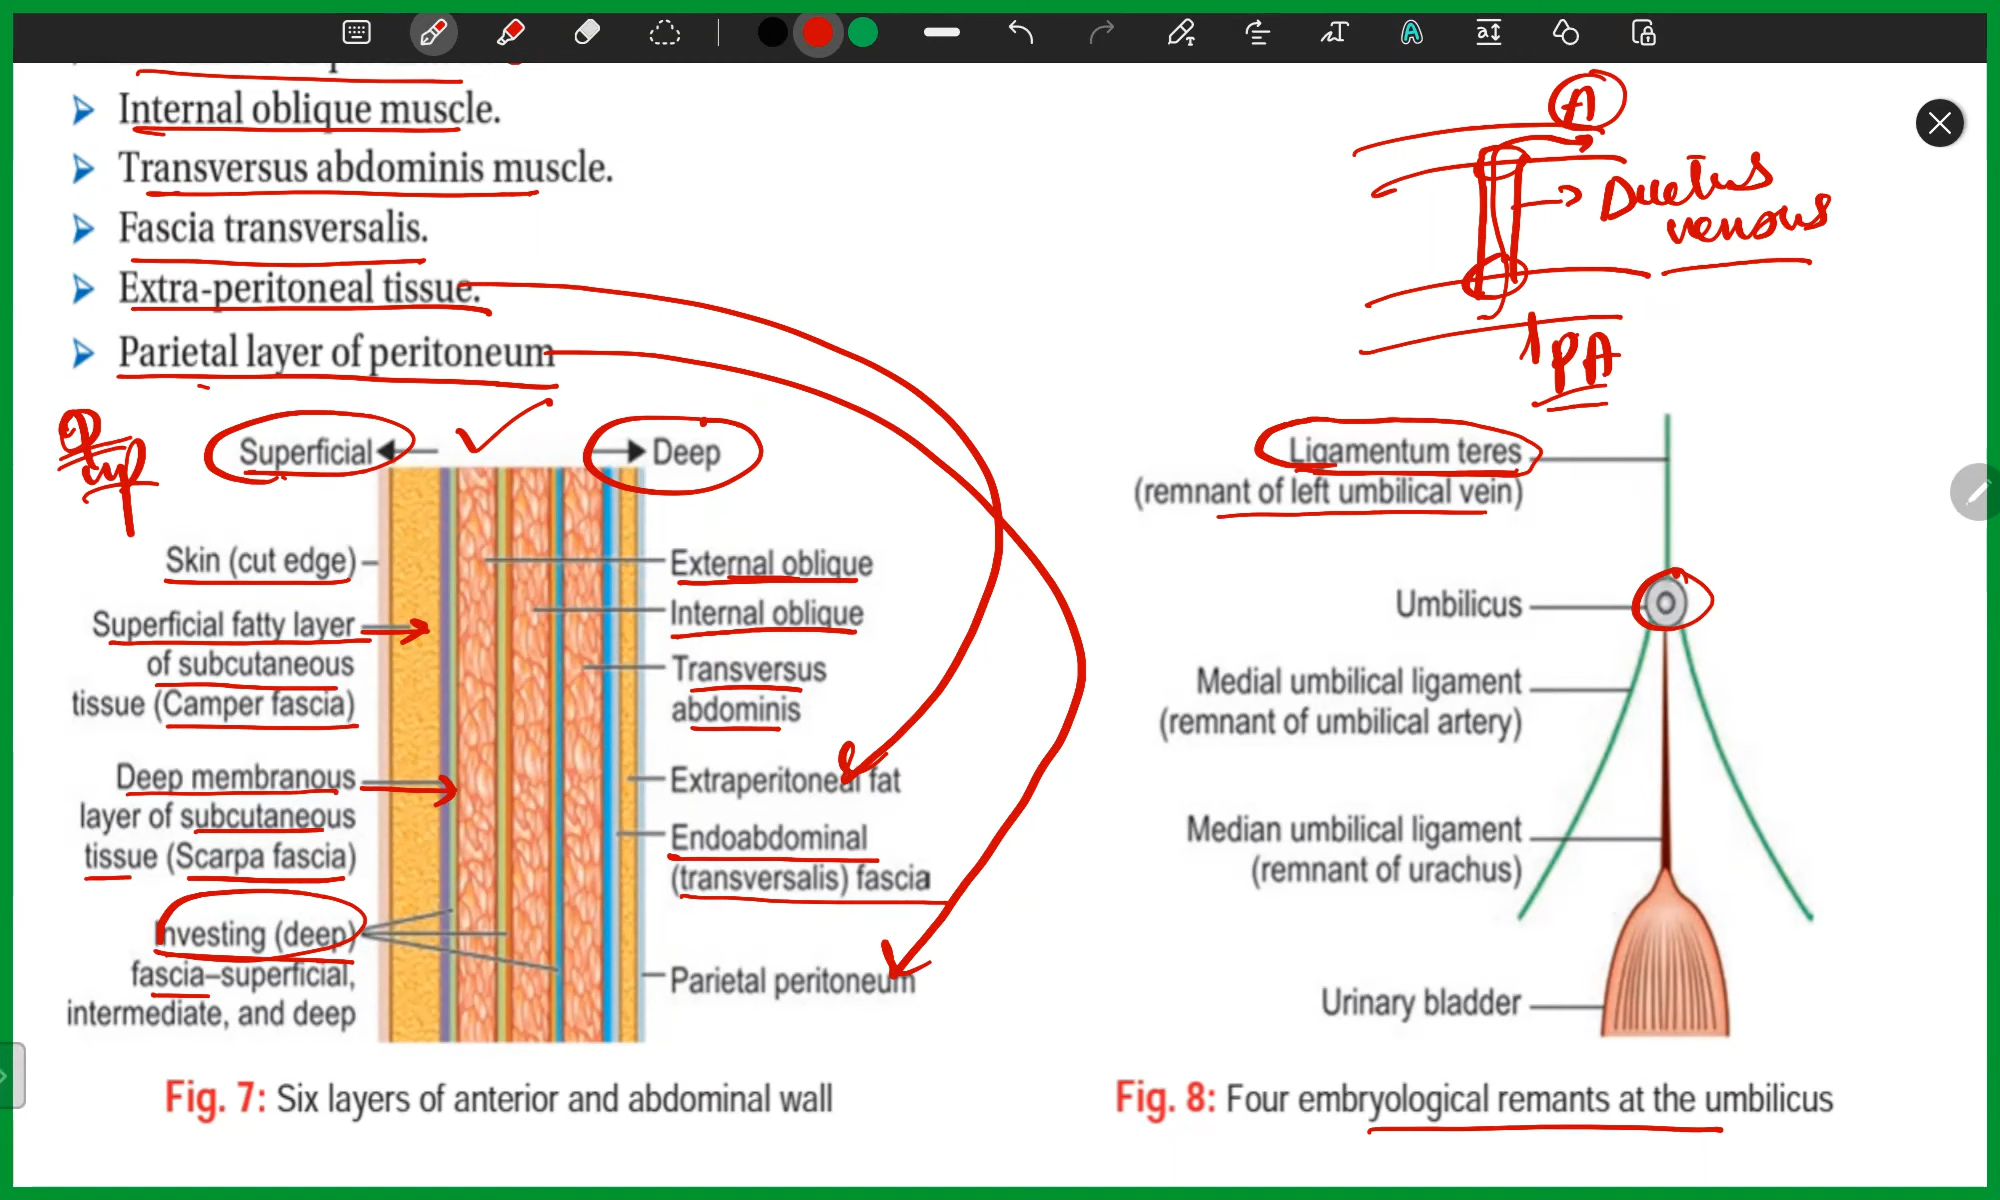 Internal oblique muscle.
Transversus abdominis muscle.
Fascia transversalis.
Extra-peritoneal tissue.
Parietal layer of peritoneum
Superficial
Deep
Skin (cut edge)
Superficial fatty layer
of subcutaneous
tissue (Camper fascia)
Deep membranous
layer of subcutaneous
tissue (Scarpa fascia)
Investing (deep)
fascia–superficial,
intermediate, and deep
External oblique
Internal oblique
Transversus
abdominis
Extraperitoneal fat
Endoabdominal
(transversalis) fascia
Parietal peritoneum
Fig. 7: Six layers of anterior and abdominal wall
A
Ductus
venous
PA
Ligamentum teres
(remnant of left umbilical vein)
Umbilicus
Medial umbilical ligament
(remnant of umbilical artery)
Median umbilical ligament
(remnant of urachus)
Urinary bladder
Fig. 8: Four embryological remants at the umbilicus